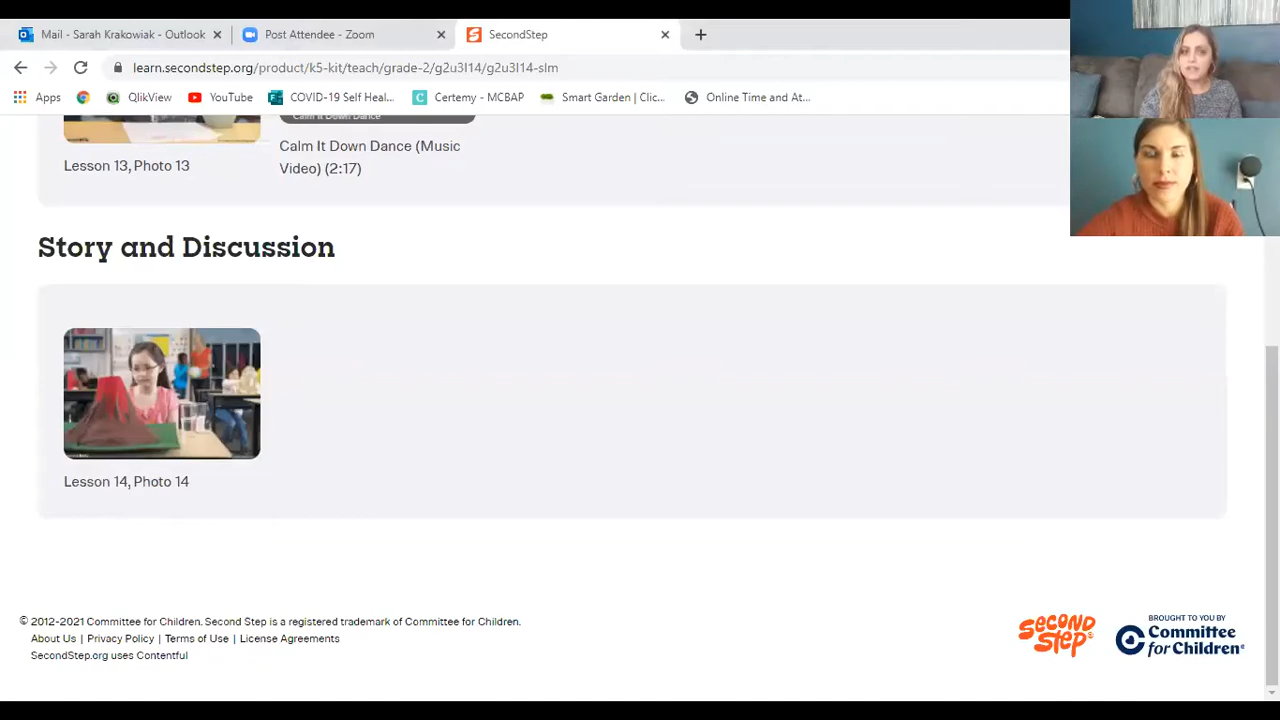 Mail - Sarah Krakowiak - Outlook
Post Attendee - Zoom
SecondStep
learn.secondstep.org/product/k5-kit/teach/grade-2/g2u3l14/g2u3l14-slm
Apps
QlikView
YouTube
COVID-19 Self Heal...
Certemy - MCBAP
Smart Garden | Clic...
Online Time and At...
Calm It Down Dance
Lesson 13, Photo 13
Calm It Down Dance (Music
Video) (2:17)
Story and Discussion
Lesson 14, Photo 14
© 2012-2021 Committee for Children. Second Step is a registered trademark of Committee for Children.
About Us | Privacy Policy | Terms of Use | License Agreements
SecondStep.org uses Contentful
SECOND
STEP®
BROUGHT TO YOU BY
Committee
for Children®